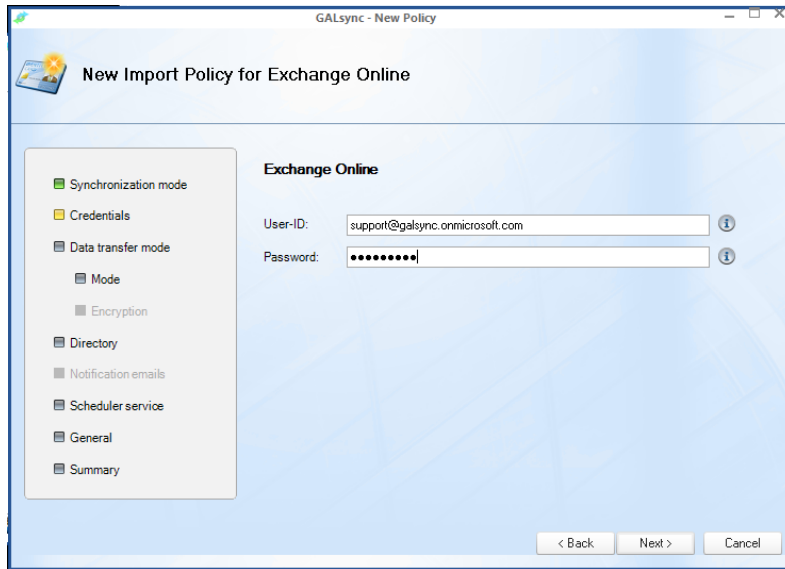 GALsync - New Policy
New Import Policy for Exchange Online
Synchronization mode
Credentials
Data transfer mode
Mode
Encryption
Directory
Notification emails
Scheduler service
General
Summary
Exchange Online
User-ID: support@galsync.onmicrosoft.com
Password: •••••••••
< Back Next > Cancel